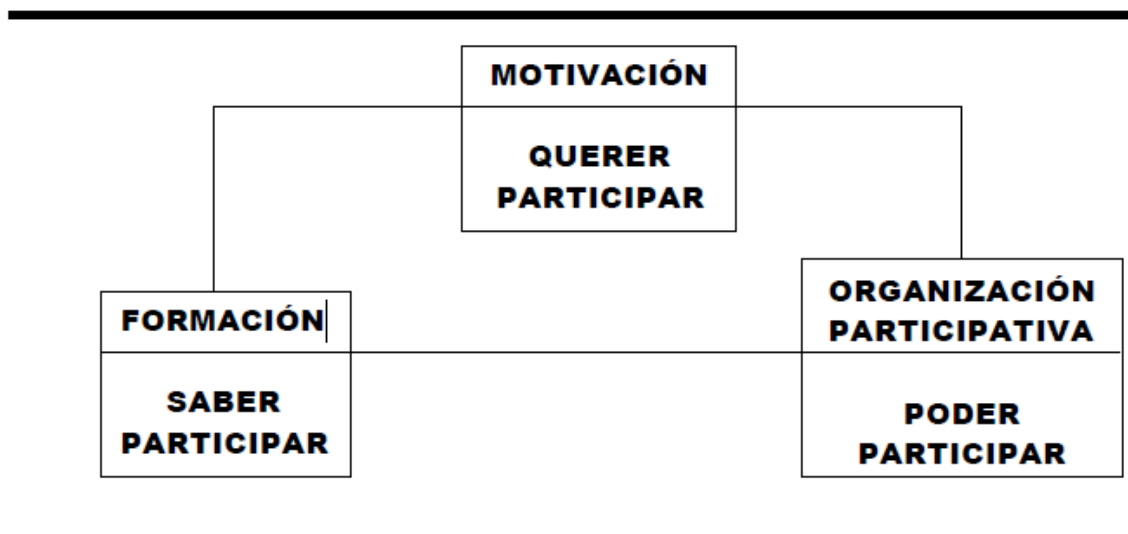 MOTIVACIÓN
QUERER
PARTICIPAR
FORMACIÓN
SABER
PARTICIPAR
ORGANIZACIÓN
PARTICIPATIVA
PODER
PARTICIPAR